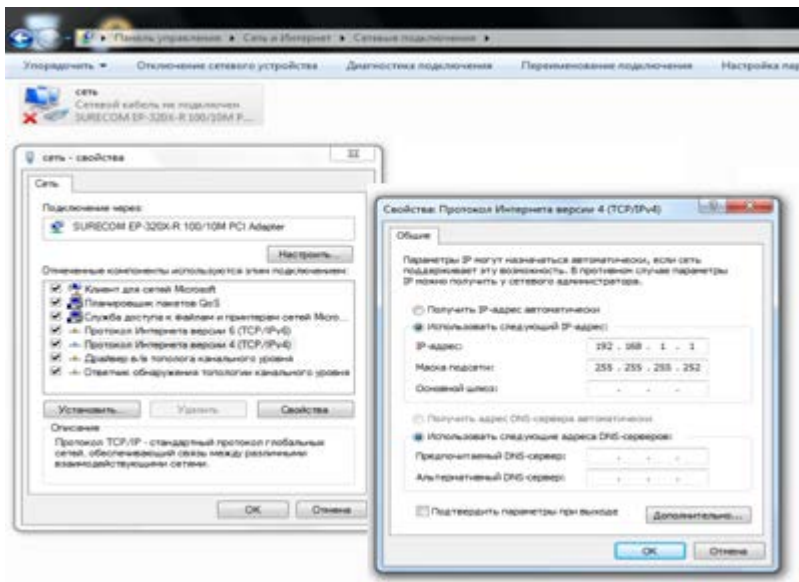 Панель управления ▸ Сеть и Интернет ▸ Сетевые подключения ▸
Упорядочить ▾ Отключение сетевого устройства Диагностика подключения Переименование подключения Настройка
сеть
Сетевой кабель не подключен
SURECOM EP-320X-R 100/10M P...
сеть - свойства
Сеть
Подключение через:
SURECOM EP-320X-R 100/10M PCI Adapter
Настроить...
Отмеченные компоненты используются этим подключением:
Клиент для сетей Microsoft
Планировщик пакетов QoS
Служба доступа к файлам и принтерам сетей Micro...
Протокол Интернета версии 6 (TCP/IPv6)
Протокол Интернета версии 4 (TCP/IPv4)
Драйвер в/в тополога канального уровня
Ответчик обнаружения топологии канального уровня
Установить... Удалить Свойства
Описание
Протокол TCP/IP - стандартный протокол глобальных
сетей, обеспечивающий связь между различными
взаимодействующими сетями.
OK Отмена
Свойства: Протокол Интернета версии 4 (TCP/IPv4)
Общие
Параметры IP могут назначаться автоматически, если сеть
поддерживает эту возможность. В противном случае параметры
IP можно получить у сетевого администратора.
Получить IP-адрес автоматически
Использовать следующий IP-адрес:
IP-адрес: 192 . 168 . 1 . 1
Маска подсети: 255 . 255 . 255 . 252
Основной шлюз:
Получить адрес DNS-сервера автоматически
Использовать следующие адреса DNS-серверов:
Предпочитаемый DNS-сервер:
Альтернативный DNS-сервер:
Подтвердить параметры при выходе
Дополнительно...
OK Отмена